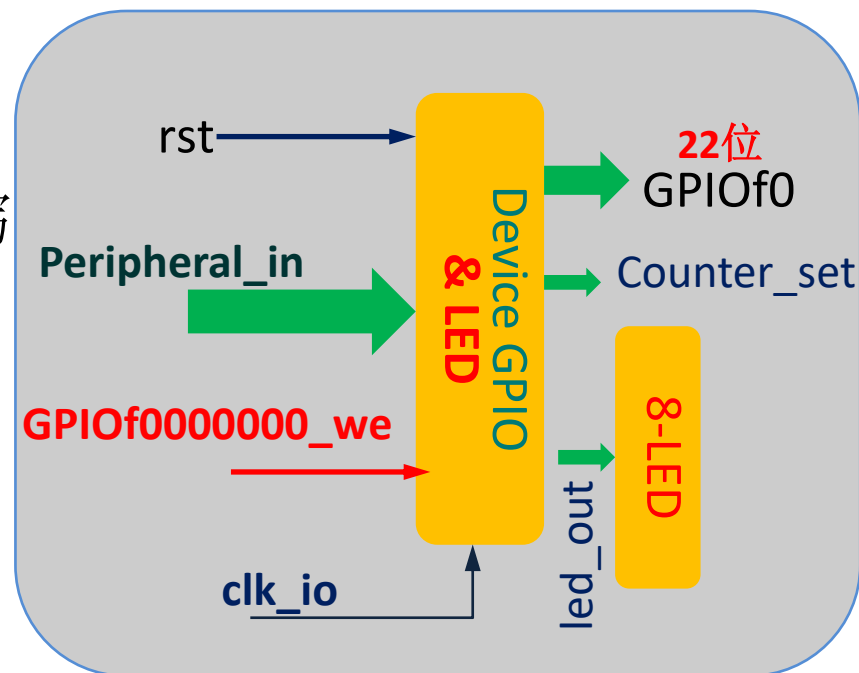 rst
Peripheral_in
GPIOf0000000_we
clk_io
Device GPIO
& LED
22位
GPIOf0
Counter_set
led_out
8-LED